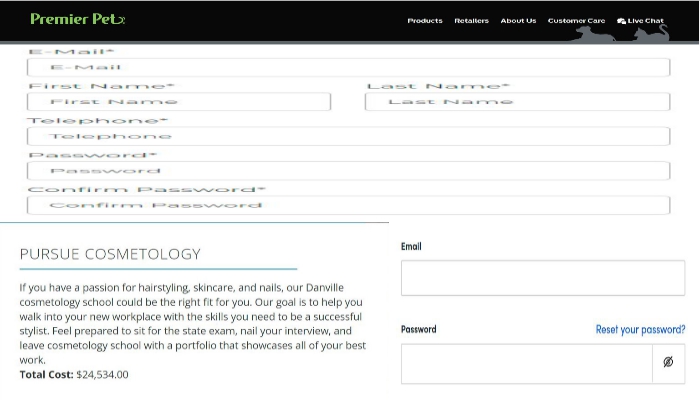 Premier Pet
Products Retailers About Us Customer Care Live Chat
E-Mail*
E-Mail
First Name* Last Name*
First Name Last Name
Telephone*
Telephone
Password*
Password
Confirm Password*
Confirm Password
PURSUE COSMETOLOGY
If you have a passion for hairstyling, skincare, and nails, our Danville
cosmetology school could be the right fit for you. Our goal is to help you
walk into your new workplace with the skills you need to be a successful
stylist. Feel prepared to sit for the state exam, nail your interview, and
leave cosmetology school with a portfolio that showcases all of your best
work.
Total Cost: $24,534.00
Email
Password Reset your password?